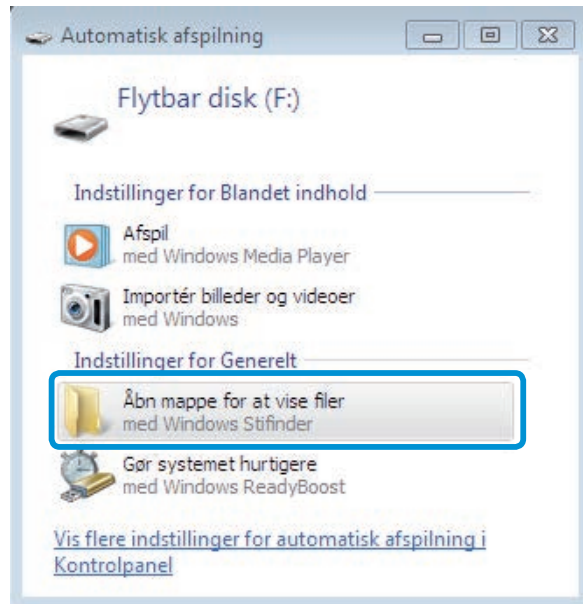 Automatisk afspilning
Flytbar disk (F:)
Indstillinger for Blandet indhold
Afspil
med Windows Media Player
Importér billeder og videoer
med Windows
Indstillinger for Generelt
Åbn mappe for at vise filer
med Windows Stifinder
Gør systemet hurtigere
med Windows ReadyBoost
Vis flere indstillinger for automatisk afspilning i
Kontrolpanel